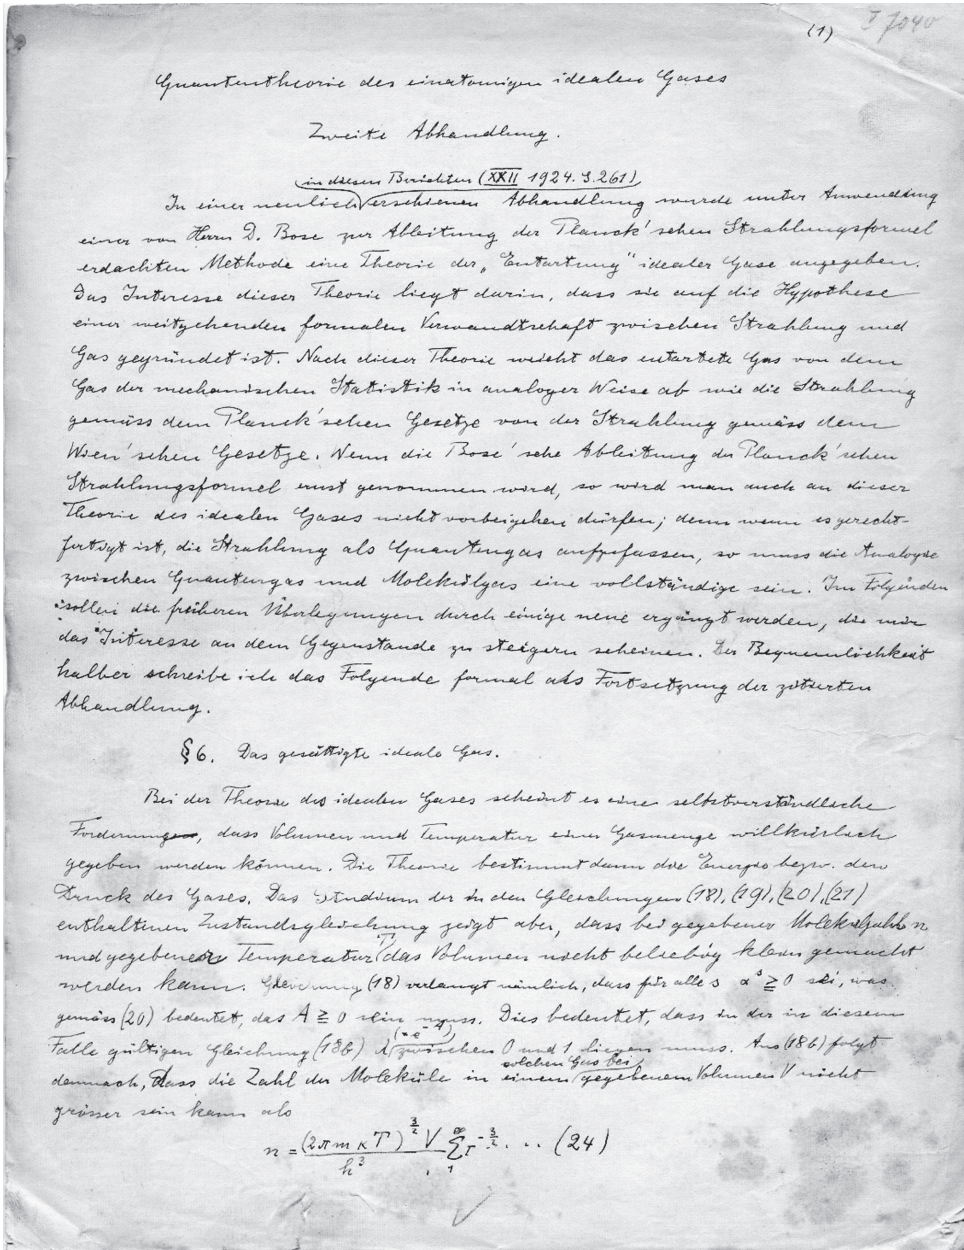 (1) I 7040
Quantentheorie des einatomigen idealen Gases
Zweite Abhandlung.
in diesen Berichten (XXII 1924. S. 261)
In einer neulich erschienen Abhandlung wurde unter Anwendung
einer von Herrn D. Bose zur Ableitung der Planck'schen Strahlungsformel
erdachten Methode eine Theorie der „Entartung" idealer Gase angegeben.
Das Interesse dieser Theorie liegt darin, dass sie auf die Hypothese
einer weitgehenden formalen Verwandtschaft zwischen Strahlung und
Gas gegründet ist. Nach dieser Theorie weicht das entartete Gas von dem
Gas der mechanischen Statistik in analoger Weise ab wie die Strahlung
gemäss dem Planck'schen Gesetze von der Strahlung gemäss dem
Wien'schen Gesetze. Wenn die Bose'sche Ableitung der Planck'schen
Strahlungsformel ernst genommen wird, so wird man auch an dieser
Theorie des idealen Gases nicht vorbeigehen dürfen; denn wenn es gerecht-
fertigt ist, die Strahlung als Quantengas aufzufassen, so muss die Analogie
zwischen Quantengas und Molekülgas eine vollständige sein. Im Folgenden
sollen die früheren Überlegungen durch einige neue ergänzt werden, die mir
das Interesse an dem Gegenstande zu steigern scheinen. Der Bequemlichkeit
halber schreibe ich das Folgende formal als Fortsetzung der zitierten
Abhandlung.
§6. Das gesättigte ideale Gas.
Bei der Theorie des idealen Gases scheint es eine selbstverständliche
Forderung, dass Volumen und Temperatur einer Gasmenge willkürlich
gegeben werden können. Die Theorie bestimmt dann die Energie bezw. den
Druck des Gases. Das Studium der in den Gleichungen (18), (19), (20), (21)
enthaltenen Zustandsgleichung zeigt aber, dass bei gegebener Molekülzahl n
und gegebener Temperatur T das Volumen nicht beliebig klein gemacht
werden kann. Gleichung (18) verlangt nämlich, dass für alle s αˢ ≧ 0 sei, was
gemäss (20) bedeutet, das A ≧ 0 sein muss. Dies bedeutet, dass in der in diesem
Falle gültigen Gleichung (18b) λ (= e⁻ᴬ) zwischen 0 und 1 liegen muss. Aus (18b) folgt
demnach, dass die Zahl der Moleküle in einem solchen Gas bei gegebenem Volumen V nicht
grösser sein kann als
n = (2πmκT)^{3/2} V / h³ ∑₁^∞ τ^{-3/2} . . . (24)